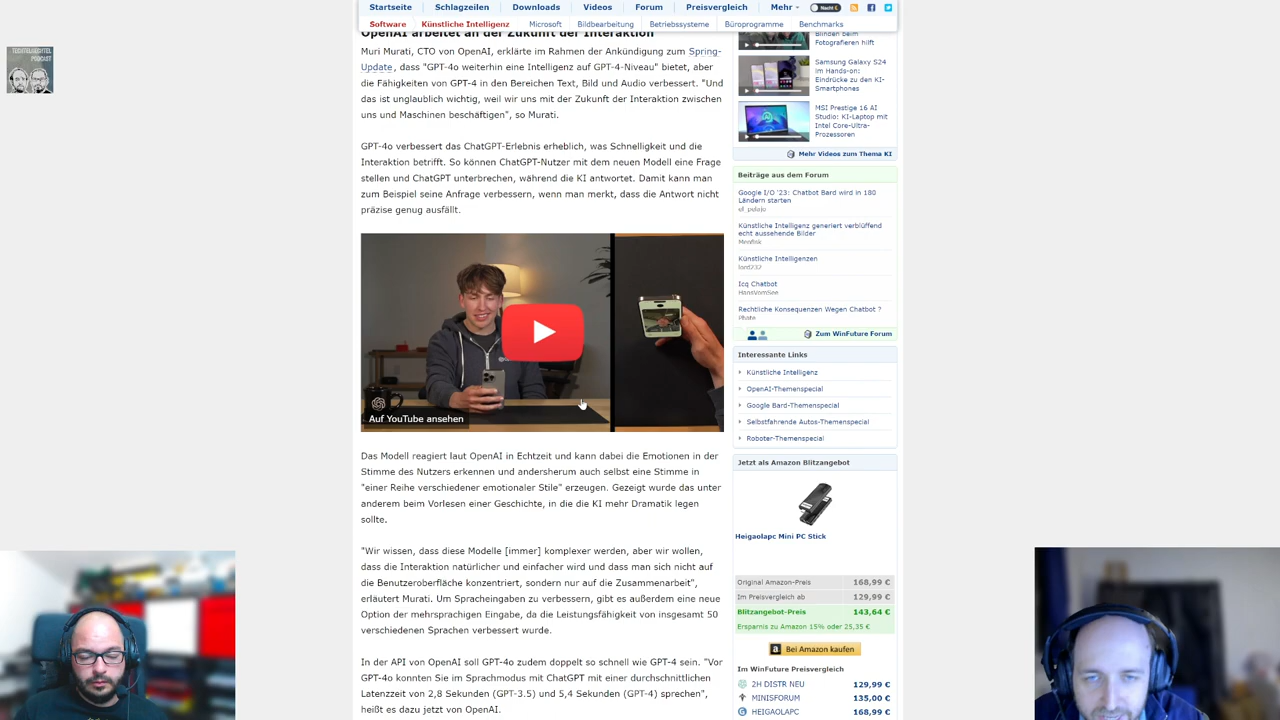 Startseite
Schlagzeilen
Downloads
Videos
Forum
Preisvergleich
Mehr
Nacht
Software
Künstliche Intelligenz
Microsoft
Bildbearbeitung
Betriebssysteme
Büroprogramme
Benchmarks
TECHTELMECHTEL
PODCAST
OpenAI arbeitet an der Zukunft der Interaktion
Muri Murati, CTO von OpenAI, erklärte im Rahmen der Ankündigung zum Spring-
Update, dass "GPT-4o weiterhin eine Intelligenz auf GPT-4-Niveau" bietet, aber
die Fähigkeiten von GPT-4 in den Bereichen Text, Bild und Audio verbessert. "Und
das ist unglaublich wichtig, weil wir uns mit der Zukunft der Interaktion zwischen
uns und Maschinen beschäftigen", so Murati.
GPT-4o verbessert das ChatGPT-Erlebnis erheblich, was Schnelligkeit und die
Interaktion betrifft. So können ChatGPT-Nutzer mit dem neuen Modell eine Frage
stellen und ChatGPT unterbrechen, während die KI antwortet. Damit kann man
zum Beispiel seine Anfrage verbessern, wenn man merkt, dass die Antwort nicht
präzise genug ausfällt.
Auf YouTube ansehen
Das Modell reagiert laut OpenAI in Echtzeit und kann dabei die Emotionen in der
Stimme des Nutzers erkennen und andersherum auch selbst eine Stimme in
"einer Reihe verschiedener emotionaler Stile" erzeugen. Gezeigt wurde das unter
anderem beim Vorlesen einer Geschichte, in die die KI mehr Dramatik legen
sollte.
"Wir wissen, dass diese Modelle [immer] komplexer werden, aber wir wollen,
dass die Interaktion natürlicher und einfacher wird und dass man sich nicht auf
die Benutzeroberfläche konzentriert, sondern nur auf die Zusammenarbeit",
erläutert Murati. Um Spracheingaben zu verbessern, gibt es außerdem eine neue
Option der mehrsprachigen Eingabe, da die Leistungsfähigkeit von insgesamt 50
verschiedenen Sprachen verbessert wurde.
In der API von OpenAI soll GPT-4o zudem doppelt so schnell wie GPT-4 sein. "Vor
GPT-4o konnten Sie im Sprachmodus mit ChatGPT mit einer durchschnittlichen
Latenzzeit von 2,8 Sekunden (GPT-3.5) und 5,4 Sekunden (GPT-4) sprechen",
heißt es dazu jetzt von OpenAI.
Blinden beim
Fotografieren hilft
Samsung Galaxy S24
im Hands-on:
Eindrücke zu den KI-
Smartphones
MSI Prestige 16 AI
Studio: KI-Laptop mit
Intel Core-Ultra-
Prozessoren
Mehr Videos zum Thema KI
Beiträge aus dem Forum
Google I/O '23: Chatbot Bard wird in 180
Ländern starten
el_pelajo
Künstliche Intelligenz generiert verblüffend
echt aussehende Bilder
Menfisk
Künstliche Intelligenzen
lord232
Icq Chatbot
HansVomSee
Rechtliche Konsequenzen Wegen Chatbot ?
Phate
Zum WinFuture Forum
Interessante Links
Künstliche Intelligenz
OpenAI-Themenspecial
Google Bard-Themenspecial
Selbstfahrende Autos-Themenspecial
Roboter-Themenspecial
Jetzt als Amazon Blitzangebot
Heigaolapc Mini PC Stick
Original Amazon-Preis 168,99 €
Im Preisvergleich ab 129,99 €
Blitzangebot-Preis 143,64 €
Ersparnis zu Amazon 15% oder 25,35 €
Bei Amazon kaufen
Im WinFuture Preisvergleich
2H DISTR NEU 129,99 €
MINISFORUM 135,00 €
HEIGAOLAPC 168,99 €